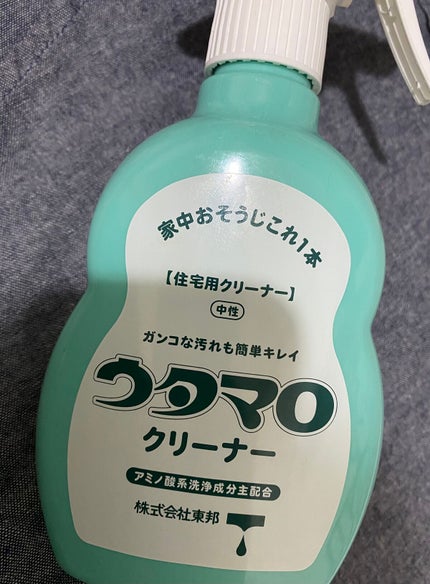 家中おそうじこれ1本
【住宅用クリーナー】
中性
ガンコな汚れも簡単キレイ
ウタマロ
クリーナー
アミノ酸系洗浄成分主配合
株式会社東邦